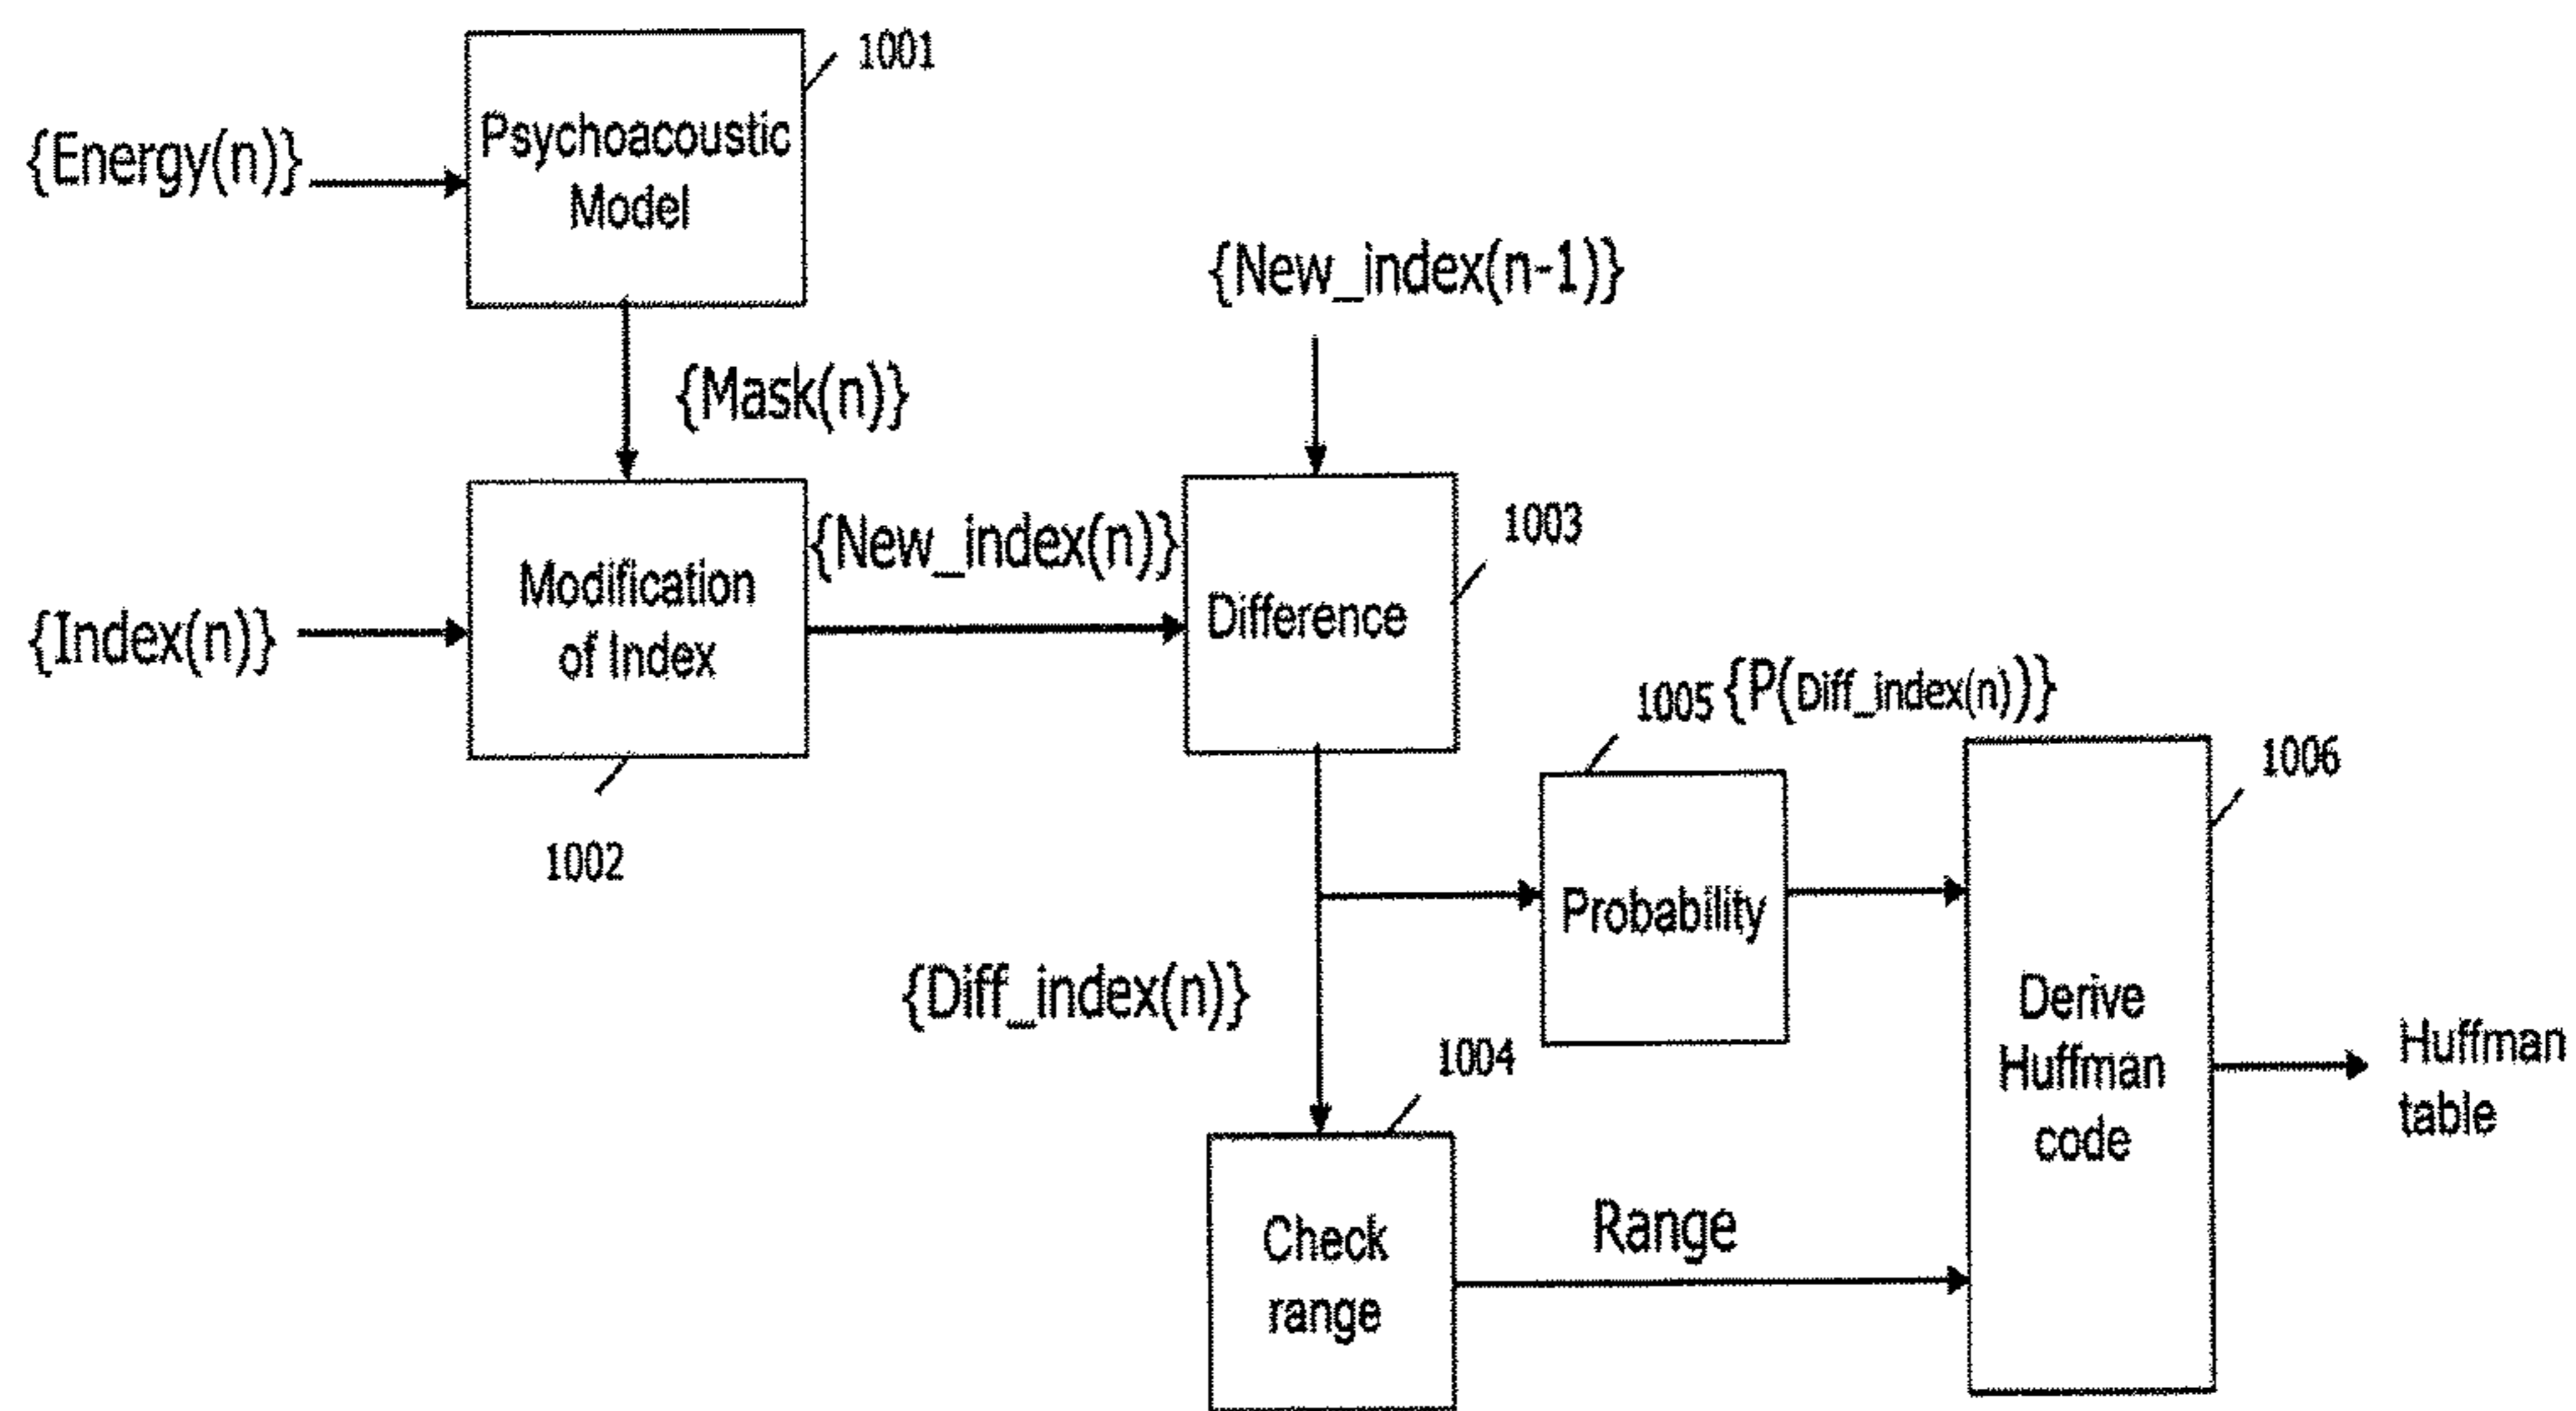 1001
{Energy(n)}
Psychoacoustic
Model
{New_index(n-1)}
{Mask(n)}
{New_index(n)}
1003
Modification
of Index
{Index(n)}
Difference
1005
{P(Diff_index(n))}
1002
1006
Probability
{Diff_index(n)}
1004
Derive
Huffman
code
Huffman
table
Check
range
Range